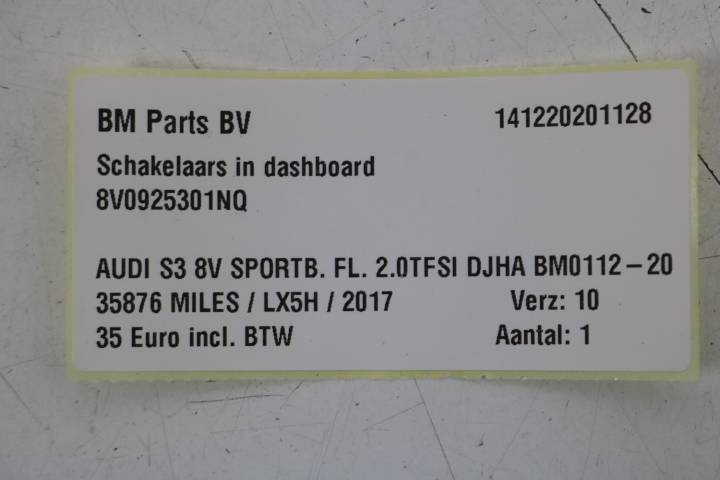 BM Parts BV 141220201128
Schakelaars in dashboard
8V0925301NQ
AUDI S3 8V SPORTB. FL. 2.0TFSI DJHA BM0112-20
35876 MILES / LX5H / 2017 Verz: 10
35 Euro incl. BTW Aantal: 1